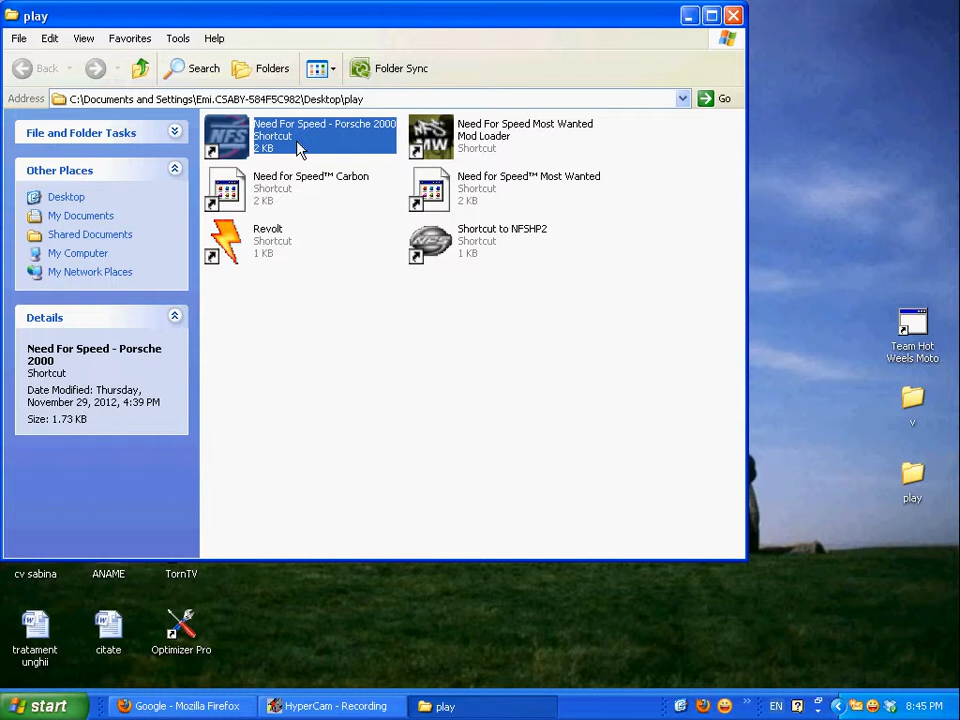 play
File Edit View Favorites Tools Help
Back Search Folders Folder Sync
Address C:\Documents and Settings\Emi.CSABY-584F5C982\Desktop\play Go
File and Folder Tasks
Other Places
Desktop
My Documents
Shared Documents
My Computer
My Network Places
Details
Need For Speed - Porsche
2000
Shortcut
Date Modified: Thursday,
November 29, 2012, 4:39 PM
Size: 1.73 KB
NFS
Need For Speed - Porsche 2000
Shortcut
2 KB
NFS
MW
Need For Speed Most Wanted
Mod Loader
Shortcut
Need for Speed™ Carbon
Shortcut
2 KB
Need for Speed™ Most Wanted
Shortcut
2 KB
Revolt
Shortcut
1 KB
NFS
Shortcut to NFSHP2
Shortcut
1 KB
Team Hot
Weels Moto
v
play
cv sabina
ANAME
TornTV
tratament
unghii
citate
Optimizer Pro
start
Google - Mozilla Firefox
HyperCam - Recording
play
EN
8:45 PM